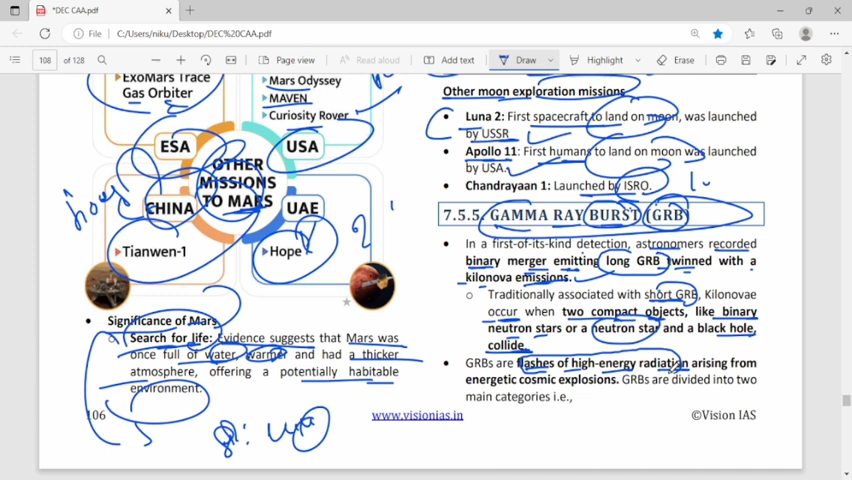 *DEC CAA.pdf
File
C:/Users/niku/Desktop/DEC%20CAA.pdf
108 of 128
Page view
Read aloud
Add text
Draw
Highlight
Erase
ExoMars Trace
Gas Orbiter
Mars Odyssey
MAVEN
Curiosity Rover
ESA
USA
OTHER
MISSIONS
TO MARS
CHINA
UAE
Tianwen-1
Hope
Significance of Mars
Search for life: Evidence suggests that Mars was
once full of water, warmer and had a thicker
atmosphere, offering a potentially habitable
environment.
106
Other moon exploration missions
Luna 2: First spacecraft to land on moon, was launched
by USSR
Apollo 11: First humans to land on moon was launched
by USA.
Chandrayaan 1: Launched by ISRO.
7.5.5. GAMMA RAY BURST (GRB)
In a first-of-its-kind detection, astronomers recorded
binary merger emitting long GRB twinned with a
kilonova emissions.
Traditionally associated with short GRB, Kilonovae
occur when two compact objects, like binary
neutron stars or a neutron star and a black hole,
collide.
GRBs are flashes of high-energy radiation arising from
energetic cosmic explosions. GRBs are divided into two
main categories i.e.,
www.visionias.in
©Vision IAS